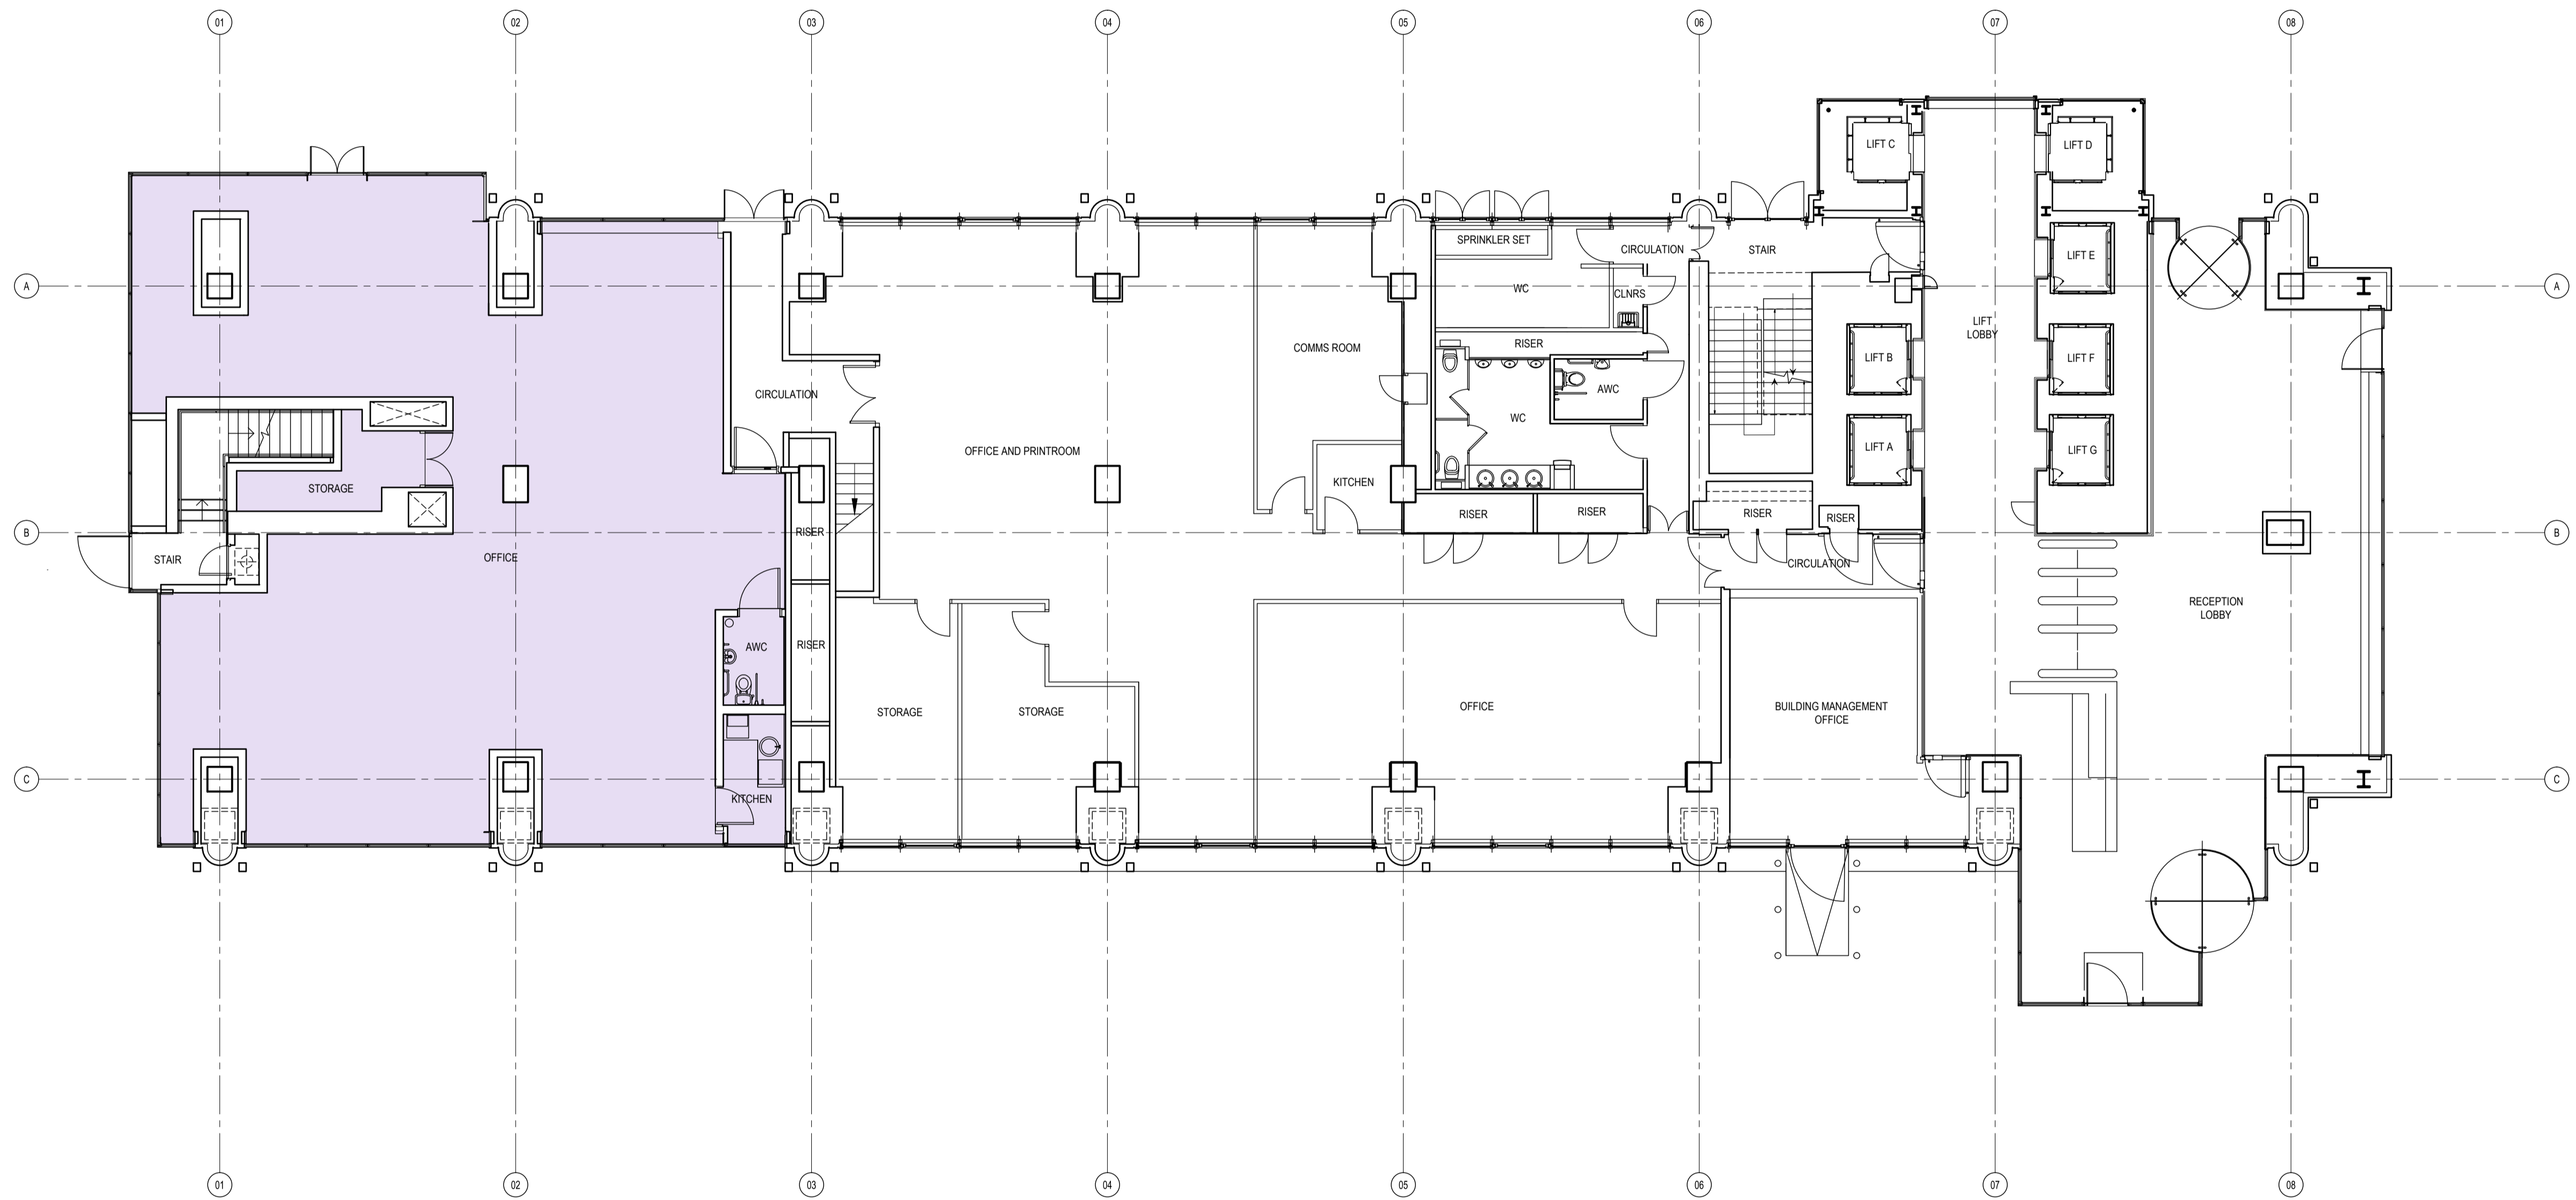 01 02 03 04 05 06 07 08
LIFT C
LIFT D
SPRINKLER SET
CIRCULATION
STAIR
LIFT E
A
A
WC
CLNRS
LIFT
LOBBY
RISER
COMMS ROOM
LIFT B
LIFT F
CIRCULATION
AWC
WC
OFFICE AND PRINTROOM
LIFT A
LIFT G
KITCHEN
STORAGE
RISER
RISER
RISER
RISER
RISER
B
B
STAIR
OFFICE
CIRCULATION
RECEPTION
LOBBY
AWC
RISER
STORAGE
STORAGE
OFFICE
BUILDING MANAGEMENT
OFFICE
C
C
KITCHEN
01 02 03 04 05 06 07 08